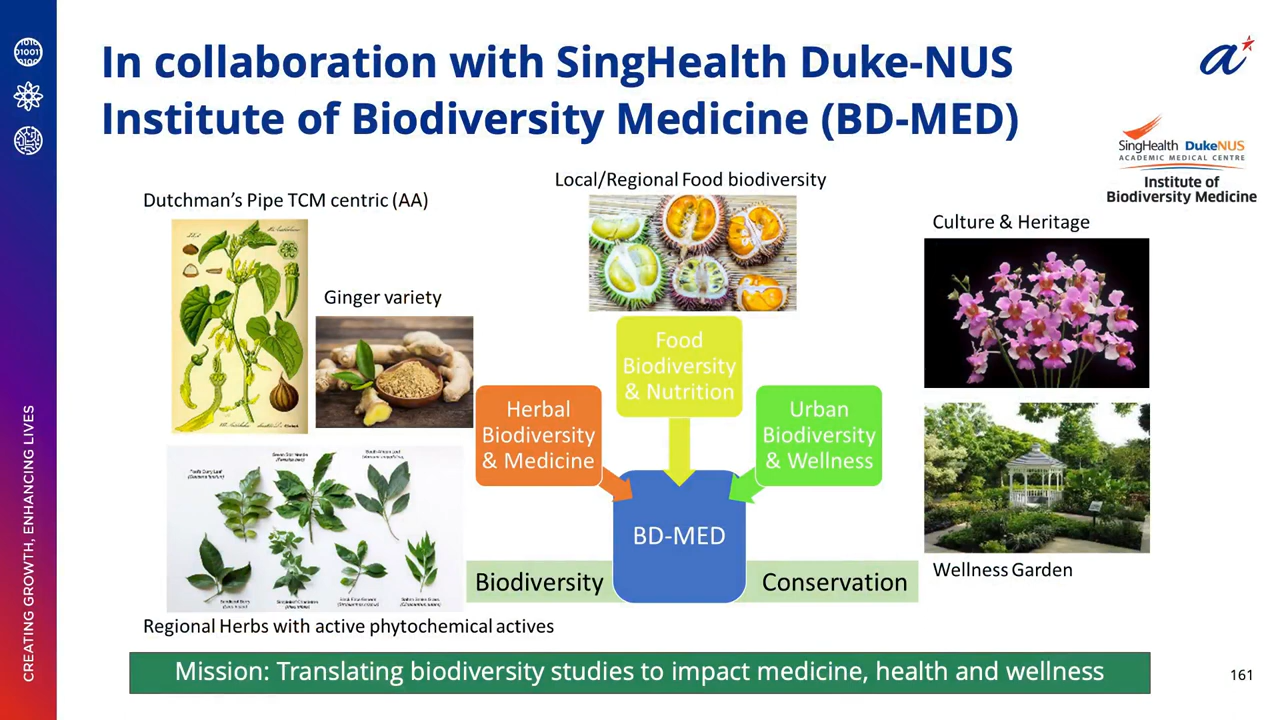 In collaboration with SingHealth Duke-NUS
Institute of Biodiversity Medicine (BD-MED)
SingHealth DukeNUS
ACADEMIC MEDICAL CENTRE
Institute of
Biodiversity Medicine
Local/Regional Food biodiversity
Dutchman's Pipe TCM centric (AA)
Culture & Heritage
Ginger variety
Food
Biodiversity
& Nutrition
Herbal
Biodiversity
& Medicine
Urban
Biodiversity
& Wellness
BD-MED
Biodiversity
Conservation
Wellness Garden
Regional Herbs with active phytochemical actives
Mission: Translating biodiversity studies to impact medicine, health and wellness
161
CREATING GROWTH, ENHANCING LIVES